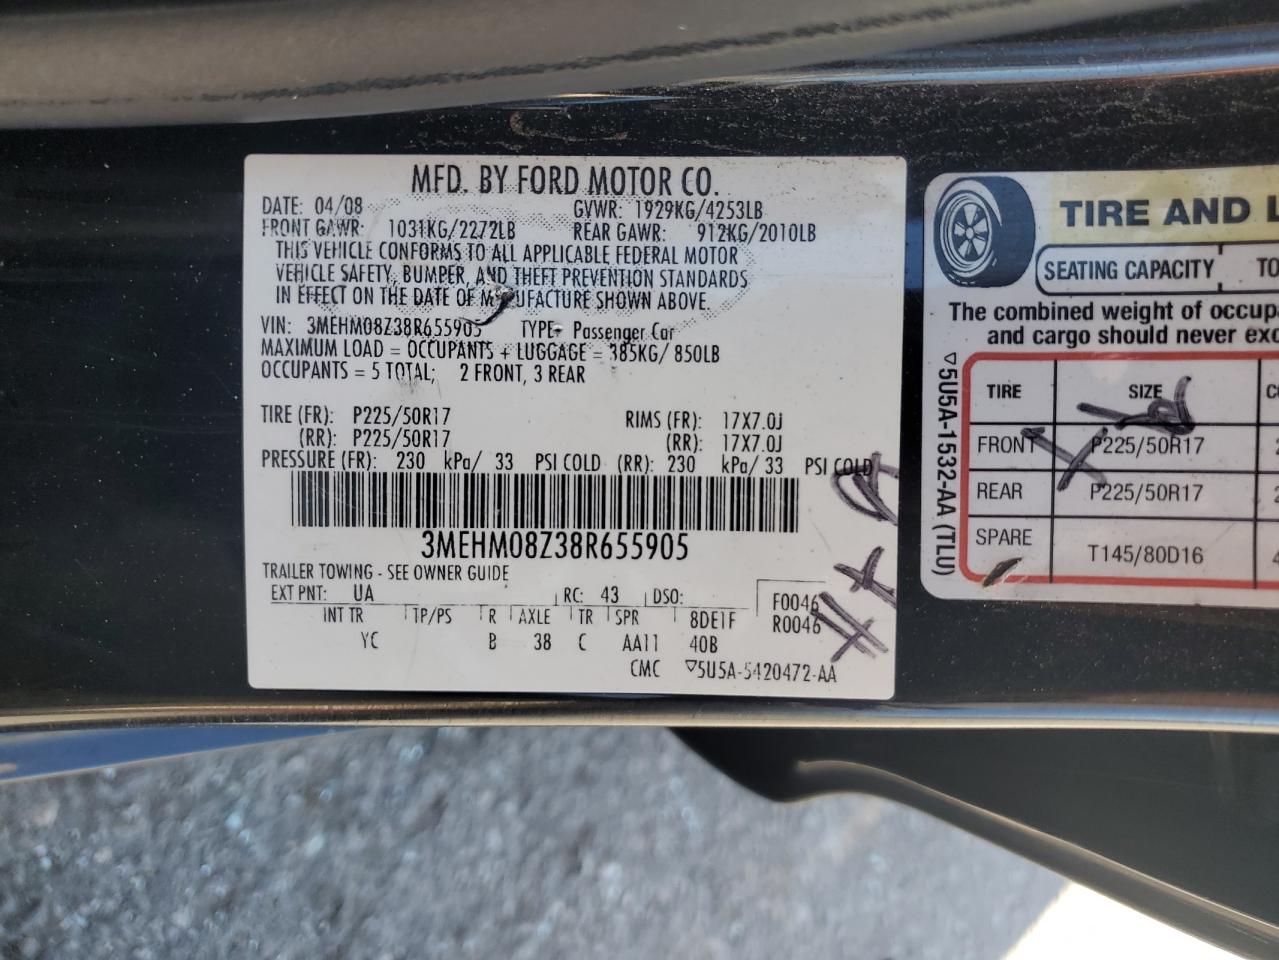 MFD. BY FORD MOTOR CO.
DATE: 04/08 GVWR: 1929KG/4253LB
FRONT GAWR: 1031KG/2272LB REAR GAWR: 912KG/2010LB
THIS VEHICLE CONFORMS TO ALL APPLICABLE FEDERAL MOTOR
VEHICLE SAFETY, BUMPER, AND THEFT PREVENTION STANDARDS
IN EFFECT ON THE DATE OF MANUFACTURE SHOWN ABOVE.
VIN: 3MEHM08Z38R655905 TYPE: Passenger Car
MAXIMUM LOAD = OCCUPANTS + LUGGAGE = 385KG/ 850LB
OCCUPANTS = 5 TOTAL; 2 FRONT, 3 REAR
TIRE (FR): P225/50R17 RIMS (FR): 17X7.0J
(RR): P225/50R17 (RR): 17X7.0J
PRESSURE (FR): 230 kPa/ 33 PSI COLD (RR): 230 kPa/ 33 PSI COLD
3MEHM08Z38R655905
TRAILER TOWING - SEE OWNER GUIDE
EXT PNT: UA RC: 43 DSO: F0046
INT TR TP/PS R AXLE TR SPR 8DE1F R0046
YC B 38 C AA11 40B
CMC ▽5U5A-5420472-AA
TIRE AND L
SEATING CAPACITY TO
The combined weight of occup
and cargo should never exc
▽5U5A-1532-AA (TLU)
TIRE SIZE
FRONT P225/50R17
REAR P225/50R17
SPARE T145/80D16